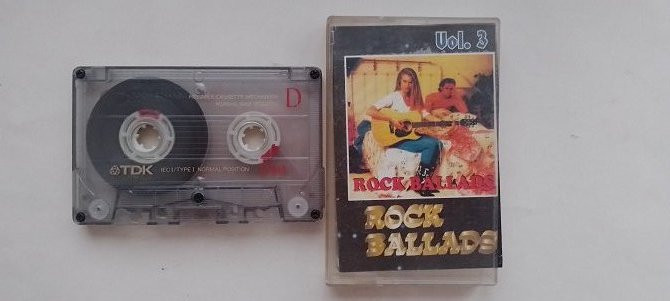 D
TDK
IEC I/TYPE I NORMAL POSITION
Vol. 3
ROCK BALLADS
ROCK
BALLADS